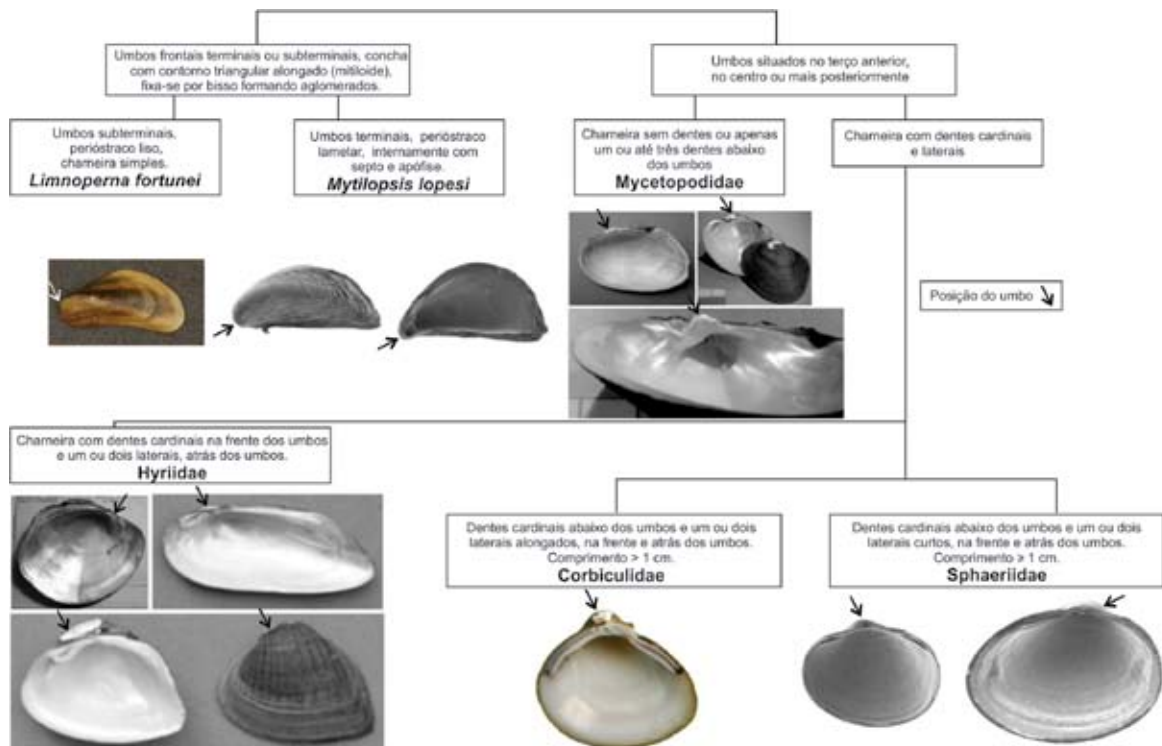 Umbos frontais terminais ou subterminais, concha
com contorno triangular alongado (mitiloide),
fixa-se por bisso formando aglomerados.
Umbos situados no terço anterior,
no centro ou mais posteriormente
Umbos subterminais,
perióstraco liso,
charneira simples.
Limnoperna fortunei
Umbos terminais, perióstraco
lamelar, internamente com
septo e apófise.
Mytilopsis lopesi
Charneira sem dentes ou apenas
um ou até três dentes abaixo
dos umbos
Mycetopodidae
Charneira com dentes cardinais
e laterais
Posição do umbo
Charneira com dentes cardinais na frente dos umbos
e um ou dois laterais, atrás dos umbos.
Hyriidae
Dentes cardinais abaixo dos umbos e um ou dois
laterais alongados, na frente e atrás dos umbos.
Comprimento > 1 cm.
Corbiculidae
Dentes cardinais abaixo dos umbos e um ou dois
laterais curtos, na frente e atrás dos umbos.
Comprimento ≥ 1 cm.
Sphaeriidae